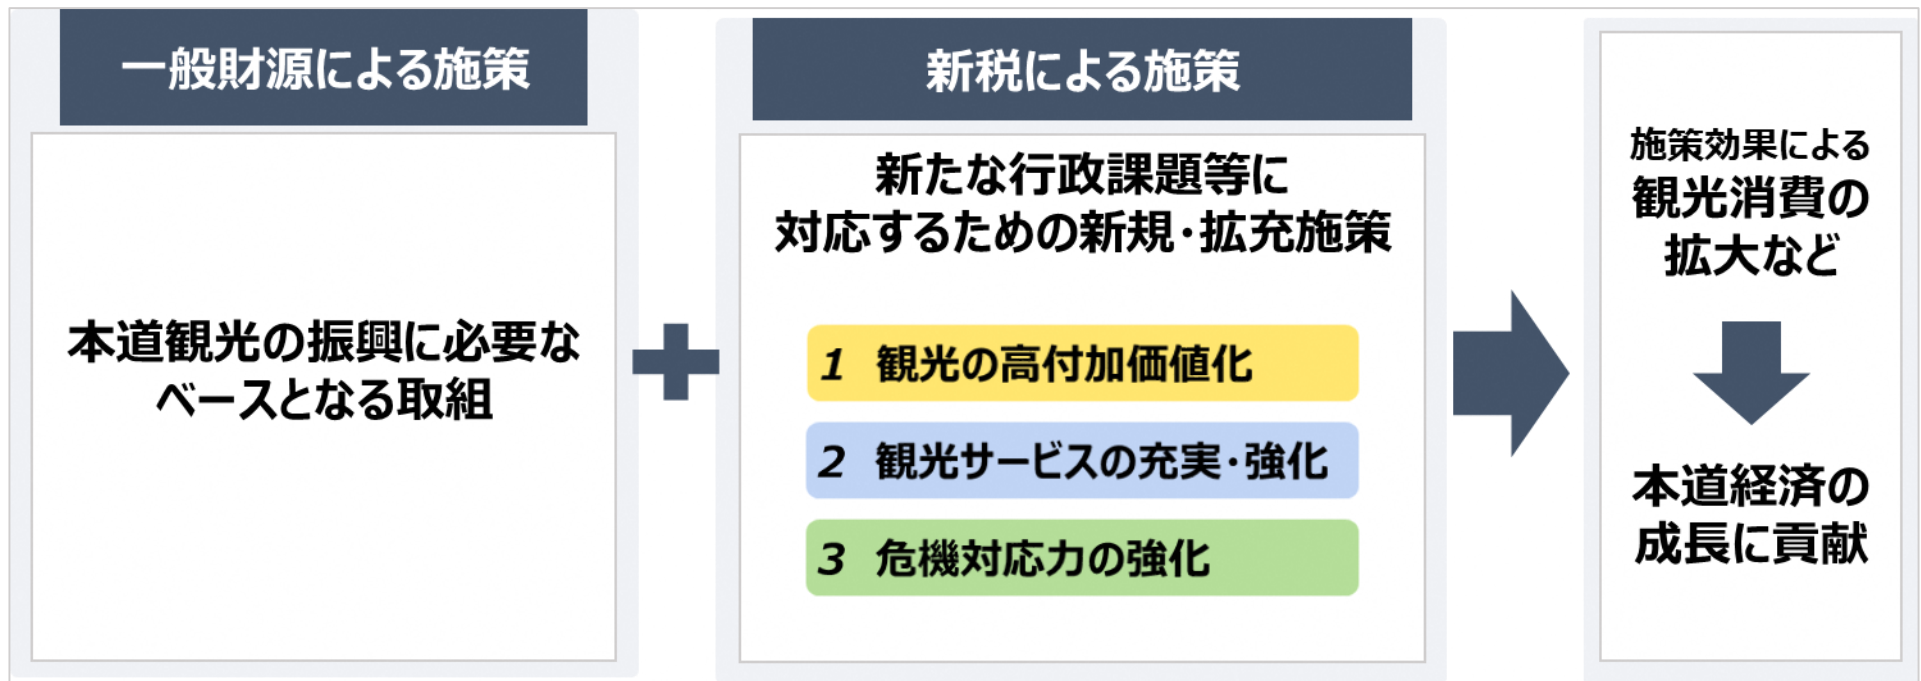 一般財源による施策
本道観光の振興に必要な
ベースとなる取組
新税による施策
新たな行政課題等に
対応するための新規・拡充施策
1 観光の高付加価値化
2 観光サービスの充実・強化
3 危機対応力の強化
施策効果による
観光消費の
拡大など
本道経済の
成長に貢献